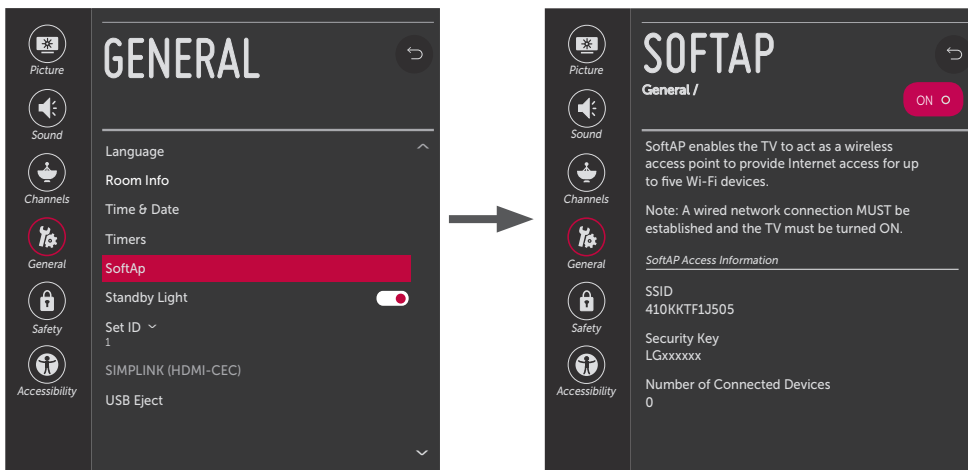 GENERAL
Picture
Sound
Channels
General
Safety
Accessibility
Language
Room Info
Time & Date
Timers
SoftAp
Standby Light
Set ID
1
SIMPLINK (HDMI-CEC)
USB Eject
SOFTAP
General /
ON
Picture
Sound
Channels
General
Safety
Accessibility
SoftAP enables the TV to act as a wireless
access point to provide Internet access for up
to five Wi-Fi devices.
Note: A wired network connection MUST be
established and the TV must be turned ON.
SoftAP Access Information
SSID
410KKTF1J505
Security Key
LGxxxxxx
Number of Connected Devices
0